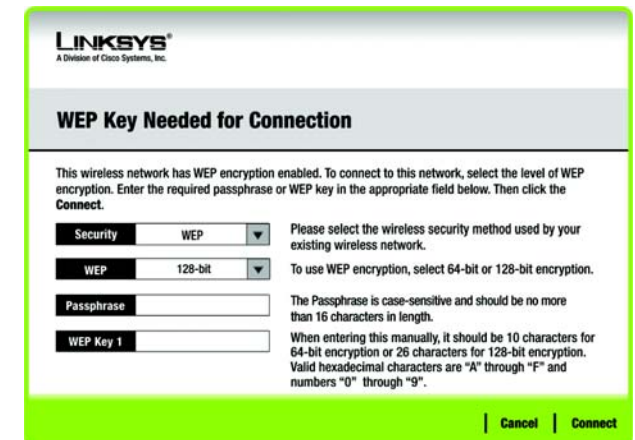 LINKSYS®
A Division of Cisco Systems, Inc.
WEP Key Needed for Connection
This wireless network has WEP encryption enabled. To connect to this network, select the level of WEP
encryption. Enter the required passphrase or WEP key in the appropriate field below. Then click the
Connect.
Security WEP
Please select the wireless security method used by your
existing wireless network.
WEP 128-bit
To use WEP encryption, select 64-bit or 128-bit encryption.
Passphrase
The Passphrase is case-sensitive and should be no more
than 16 characters in length.
WEP Key 1
When entering this manually, it should be 10 characters for
64-bit encryption or 26 characters for 128-bit encryption.
Valid hexadecimal characters are “A” through “F” and
numbers “0” through “9”.
Cancel Connect